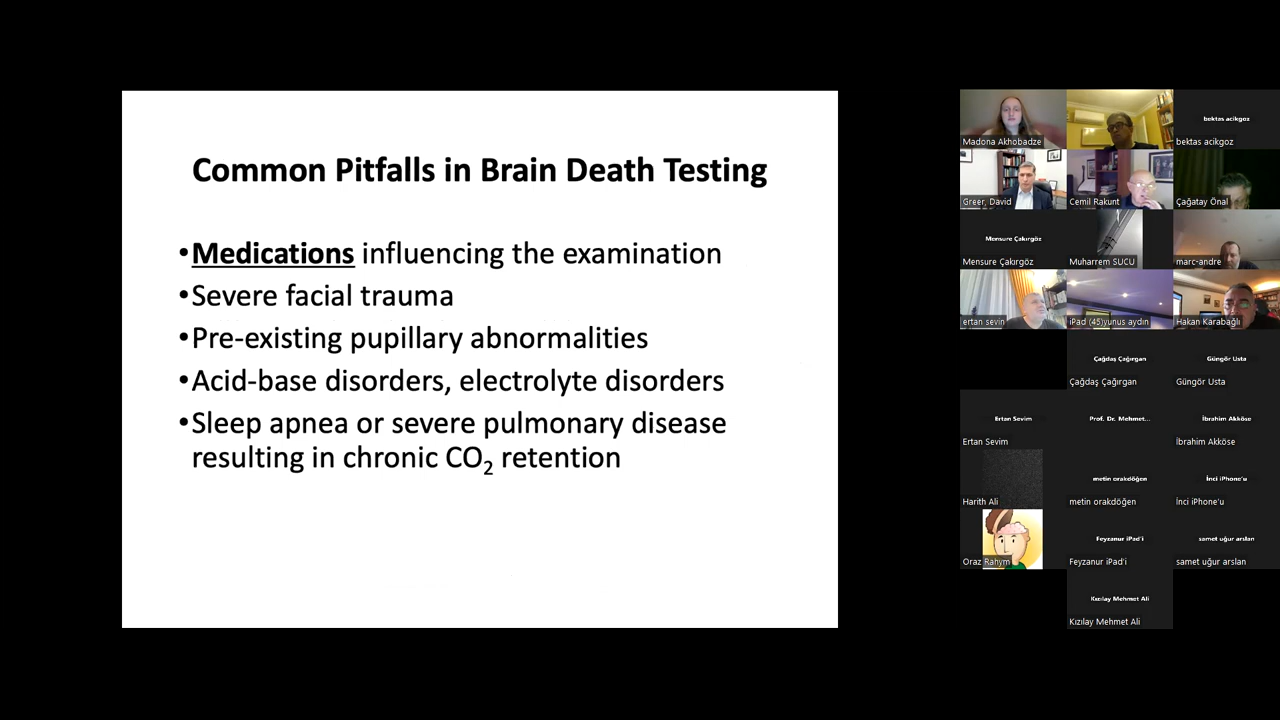 Common Pitfalls in Brain Death Testing
•Medications influencing the examination
•Severe facial trauma
•Pre-existing pupillary abnormalities
•Acid-base disorders, electrolyte disorders
•Sleep apnea or severe pulmonary disease
resulting in chronic CO₂ retention
bektas acikgoz
Madona Akhobadze
bektas acikgoz
Greer, David
Cemil Rakunt
Çağatay Önal
Mensure Çakırgöz
Mensure Çakırgöz
Muharrem SUCU
marc-andre
ertan sevin
iPad (45)yunus aydin
Hakan Karabağlı
Çağdaş Çağırgan
Güngör Usta
Çağdaş Çağırgan
Güngör Usta
Ertan Sevim
Prof. Dr. Mehmet...
İbrahim Akköse
Ertan Sevim
İbrahim Akköse
metin orakdöğen
İnci iPhone'u
Harith Ali
metin orakdöğen
İnci iPhone'u
Feyzanur iPad'i
samet uğur arslan
Oraz Rahym
Feyzanur iPad'i
samet uğur arslan
Kızılay Mehmet Ali
Kızılay Mehmet Ali